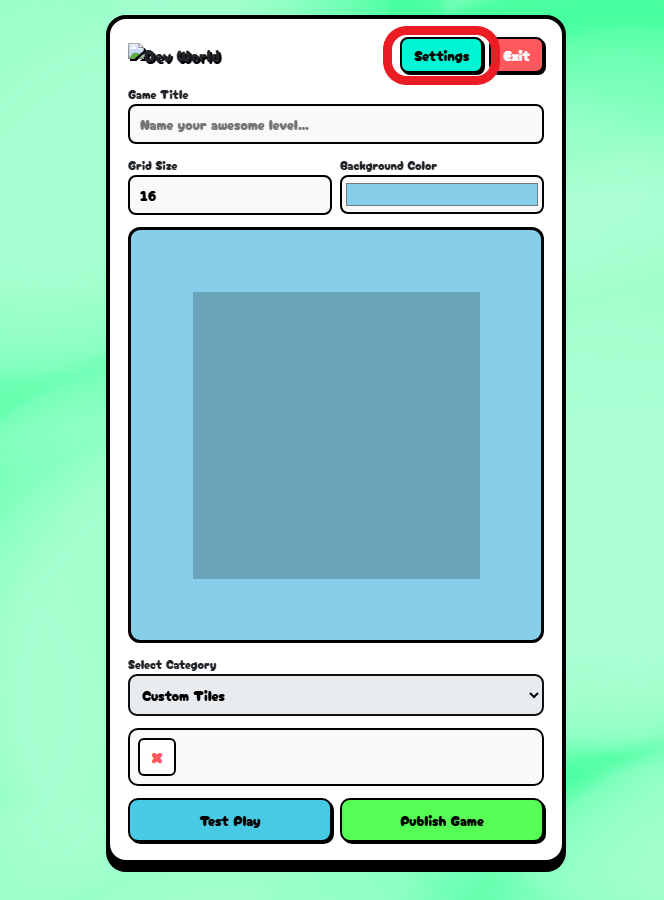 Dev World
Settings
Exit
Game Title
Name your awesome level...
Grid Size
Background Color
16
Select Category
Custom Tiles
Test Play
Publish Game